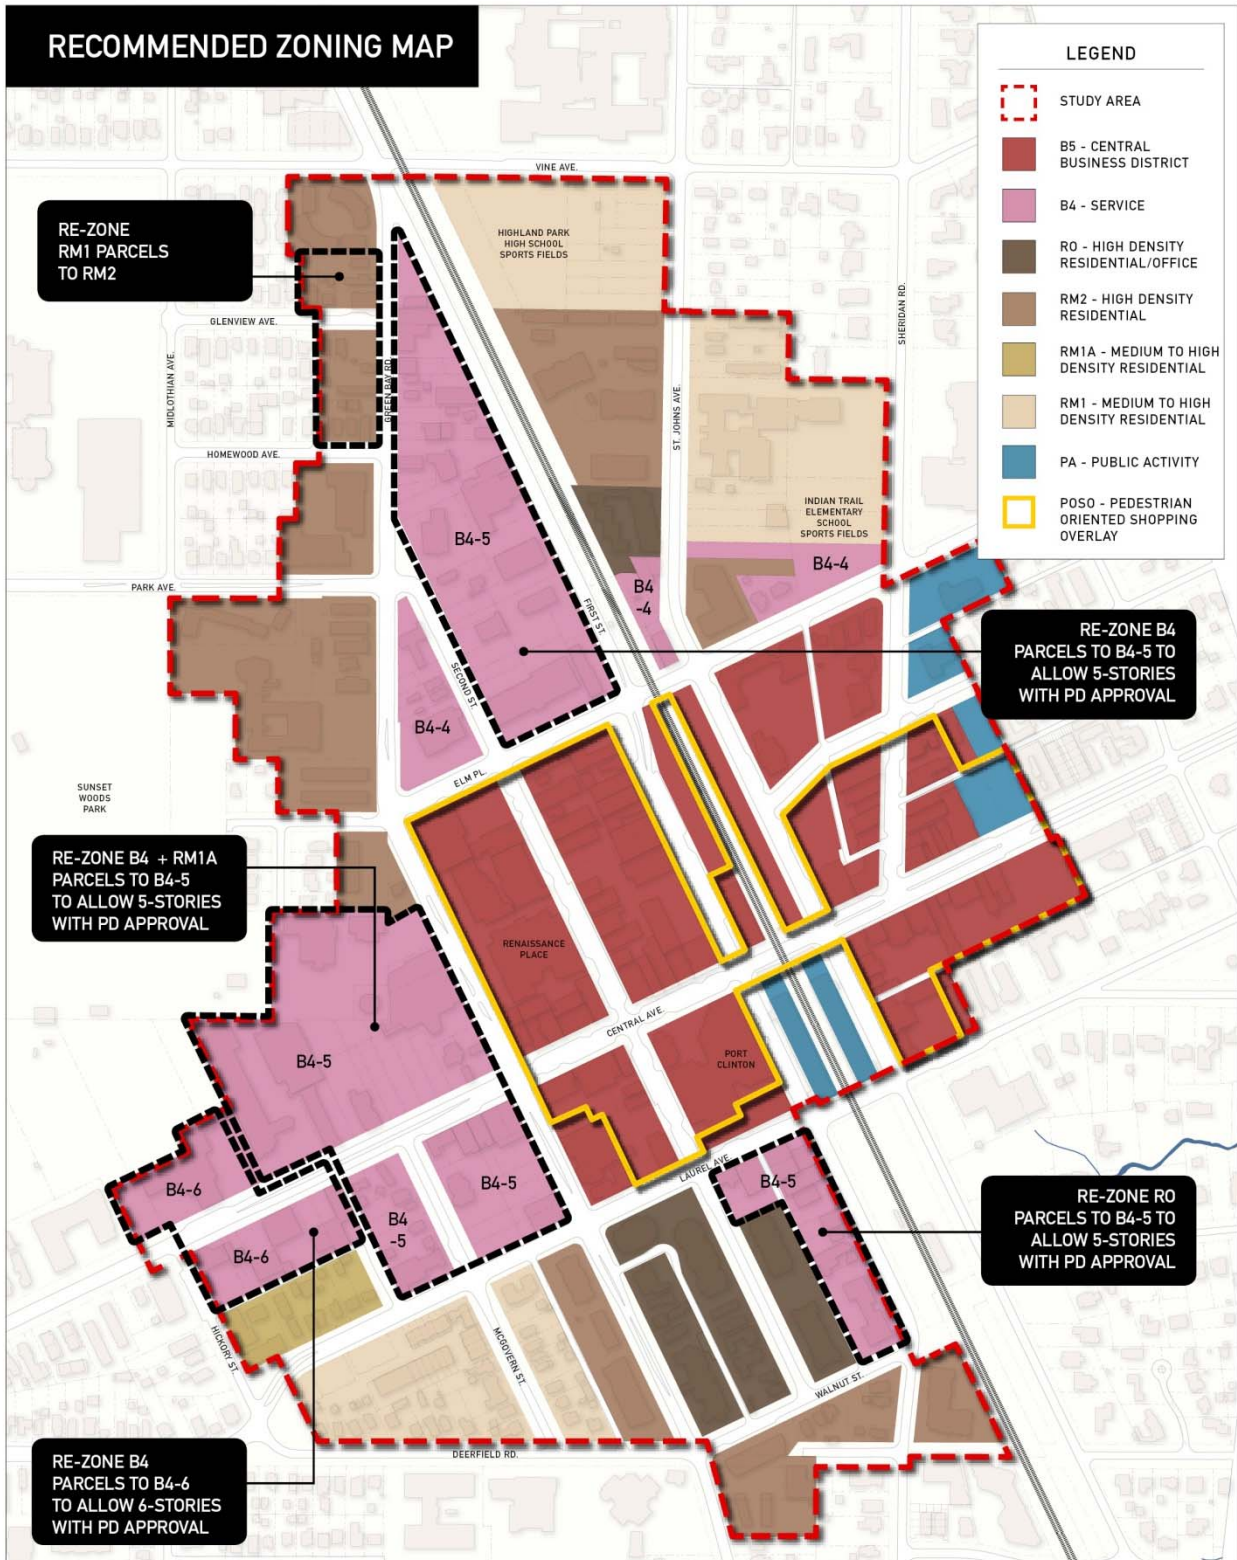 RECOMMENDED ZONING MAP
LEGEND
STUDY AREA
B5 - CENTRAL
BUSINESS DISTRICT
B4 - SERVICE
RO - HIGH DENSITY
RESIDENTIAL/OFFICE
RM2 - HIGH DENSITY
RESIDENTIAL
RM1A - MEDIUM TO HIGH
DENSITY RESIDENTIAL
RM1 - MEDIUM TO HIGH
DENSITY RESIDENTIAL
PA - PUBLIC ACTIVITY
POSO - PEDESTRIAN
ORIENTED SHOPPING
OVERLAY
VINE AVE.
RE-ZONE
RM1 PARCELS
TO RM2
HIGHLAND PARK
HIGH SCHOOL
SPORTS FIELDS
GLENVIEW AVE.
MIDLOTHIAN AVE.
GREEN BAY RD.
SHERIDAN RD.
ST. JOHNS AVE.
HOMEWOOD AVE.
INDIAN TRAIL
ELEMENTARY
SCHOOL
SPORTS FIELDS
B4-5
B4-4
B4
-4
PARK AVE.
FIRST ST.
SECOND ST.
RE-ZONE B4
PARCELS TO B4-5 TO
ALLOW 5-STORIES
WITH PD APPROVAL
B4-4
ELM PL.
SUNSET
WOODS
PARK
RE-ZONE B4 + RM1A
PARCELS TO B4-5
TO ALLOW 5-STORIES
WITH PD APPROVAL
RENAISSANCE
PLACE
CENTRAL AVE.
PORT
CLINTON
B4-5
LAUREL AVE.
B4-5
B4-5
B4-6
B4
-5
B4-6
RE-ZONE RO
PARCELS TO B4-5 TO
ALLOW 5-STORIES
WITH PD APPROVAL
HICKORY ST.
MCGOVERN ST.
WALNUT ST.
DEERFIELD RD.
RE-ZONE B4
PARCELS TO B4-6
TO ALLOW 6-STORIES
WITH PD APPROVAL